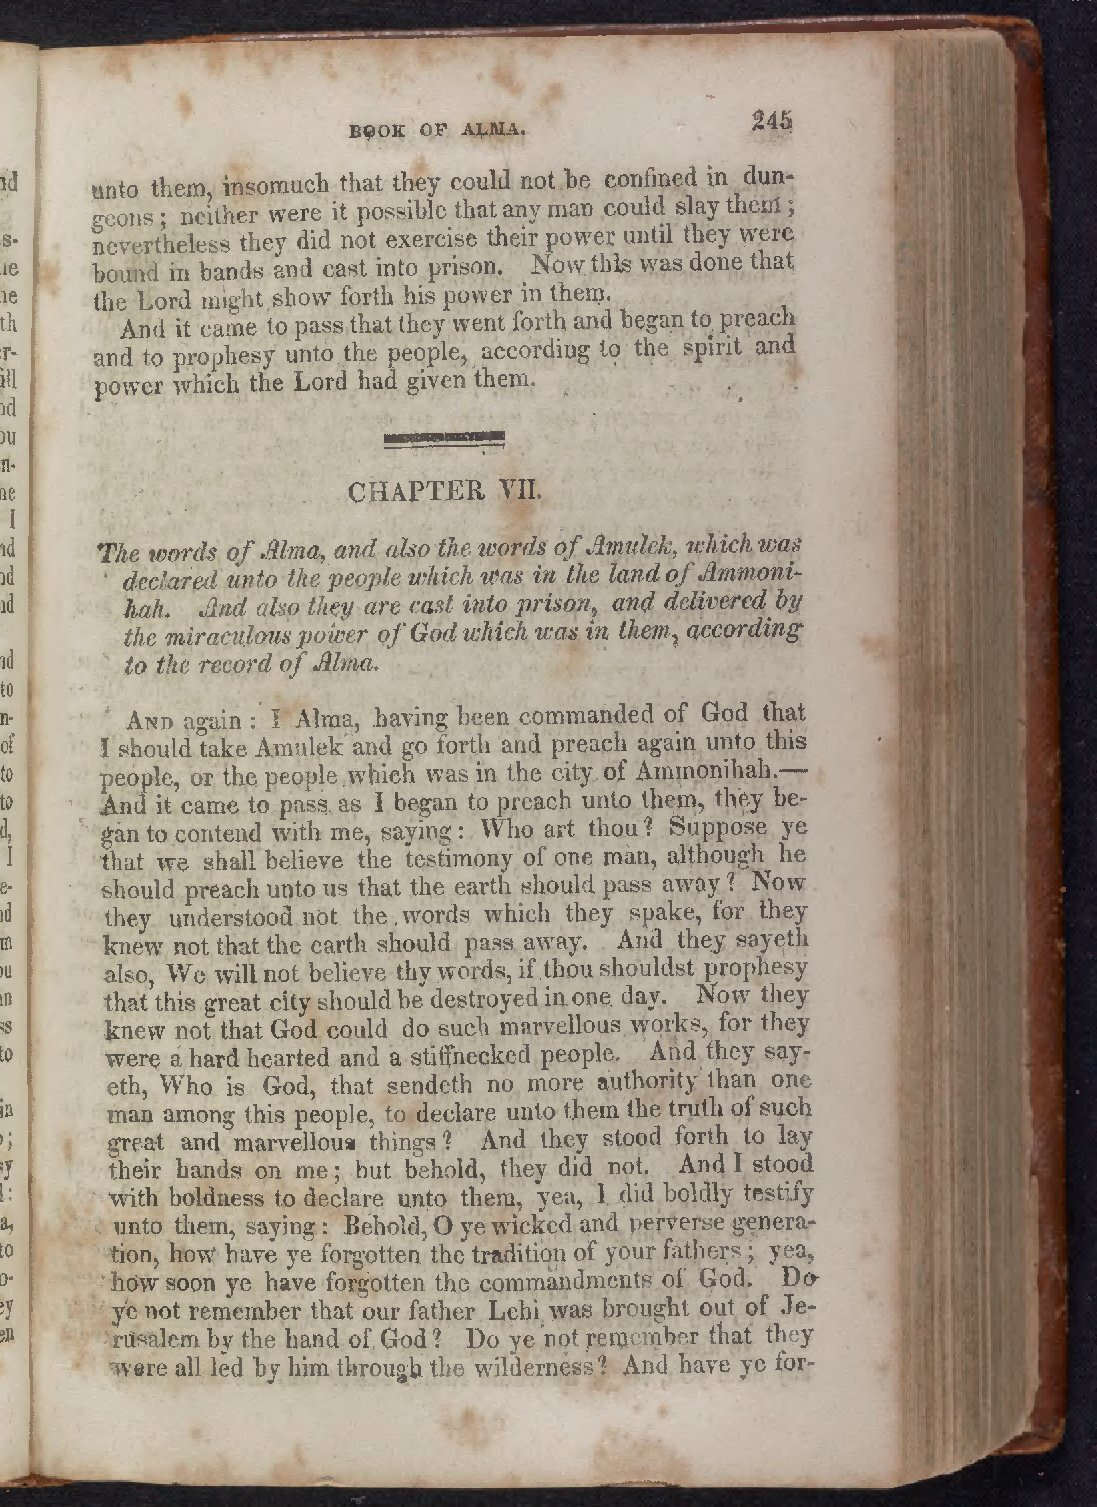 BOOK OF ALMA.
245
unto them, insomuch that they could not be confined in dun-
geons; neither were it possible that any man could slay them;
nevertheless they did not exercise their power until they were
bound in bands and cast into prison. Now this was done that
the Lord might show forth his power in them.
And it came to pass that they went forth and began to preach
and to prophesy unto the people, according to the spirit and
power which the Lord had given them.
CHAPTER VII.
The words of Alma, and also the words of Amulek, which was
declared unto the people which was in the land of Ammoni-
hah. And also they are cast into prison, and delivered by
the miraculous power of God which was in them, according
to the record of Alma.
AND again: I Alma, having been commanded of God that
I should take Amulek and go forth and preach again unto this
people, or the people which was in the city of Ammonihah.—
And it came to pass as I began to preach unto them, they be-
gan to contend with me, saying: Who art thou? Suppose ye
that we shall believe the testimony of one man, although he
should preach unto us that the earth should pass away? Now
they understood not the words which they spake, for they
knew not that the earth should pass away. And they sayeth
also, We will not believe thy words, if thou shouldst prophesy
that this great city should be destroyed in one day. Now they
knew not that God could do such marvellous works, for they
were a hard hearted and a stiffnecked people. And they say-
eth, Who is God, that sendeth no more authority than one
man among this people, to declare unto them the truth of such
great and marvellous things? And they stood forth to lay
their hands on me; but behold, they did not. And I stood
with boldness to declare unto them, yea, I did boldly testify
unto them, saying: Behold, O ye wicked and perverse genera-
tion, how have ye forgotten the tradition of your fathers; yea,
how soon ye have forgotten the commandments of God. Do
ye not remember that our father Lehi was brought out of Je-
rusalem by the hand of God? Do ye not remember that they
were all led by him through the wilderness? And have ye for-